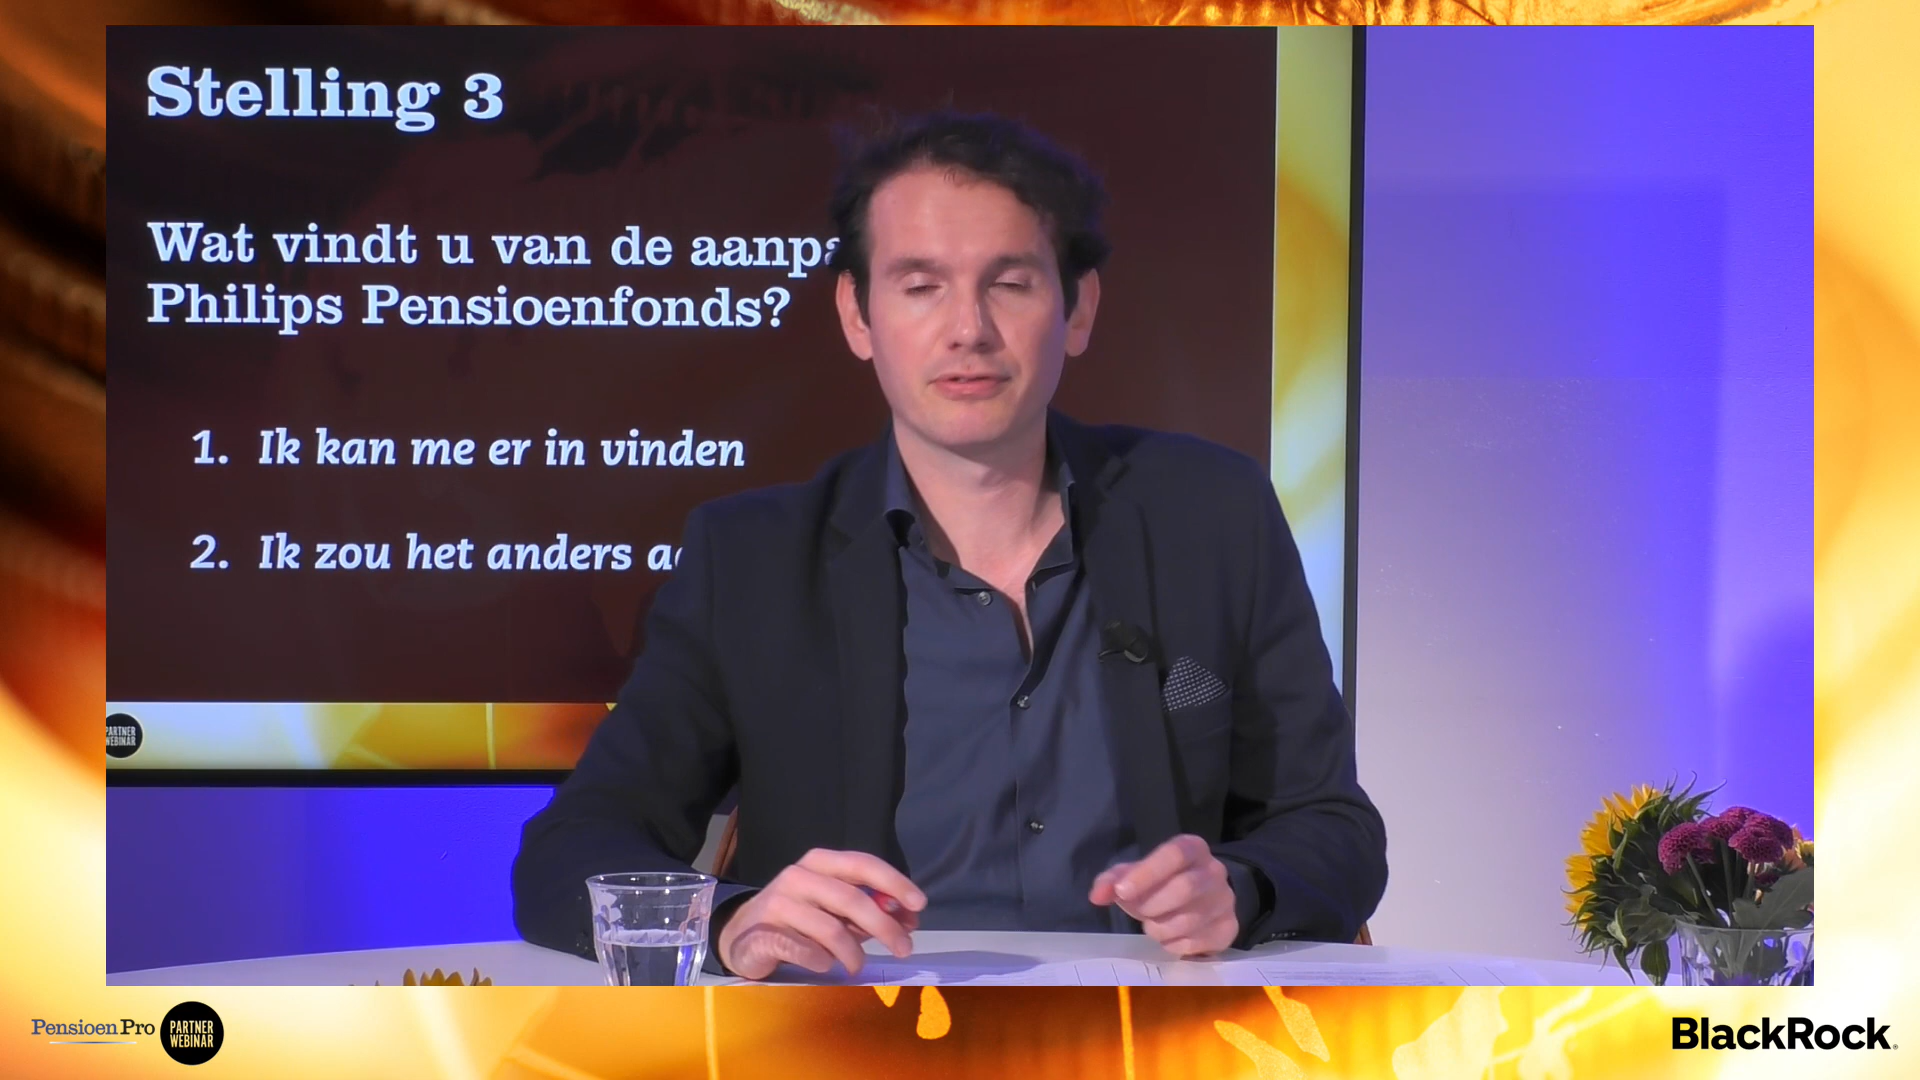 Stelling 3
Wat vindt u van de
Philips Pensioenfonds?
1. Ik kan me er in vinden
2. Ik zou het anders
PARTNER
WEBINAR
Pensioen Pro
PARTNER
WEBINAR
BlackRock